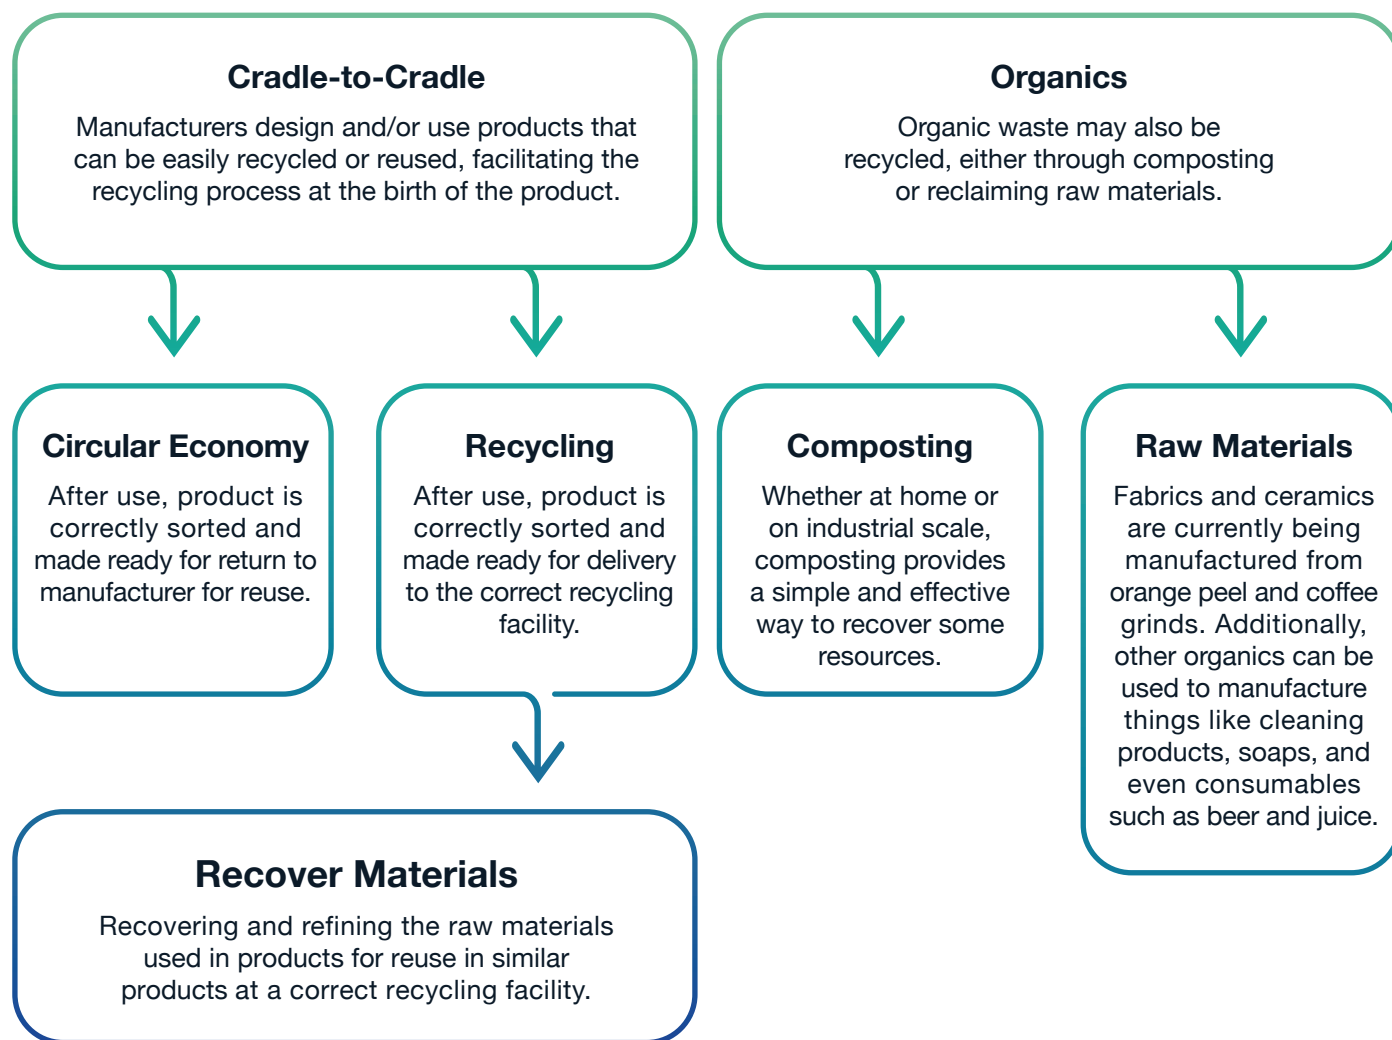 Cradle-to-Cradle
Manufacturers design and/or use products that
can be easily recycled or reused, facilitating the
recycling process at the birth of the product.
Organics
Organic waste may also be
recycled, either through composting
or reclaiming raw materials.
Circular Economy
After use, product is
correctly sorted and
made ready for return to
manufacturer for reuse.
Recycling
After use, product is
correctly sorted and
made ready for delivery
to the correct recycling
facility.
Composting
Whether at home or
on industrial scale,
composting provides
a simple and effective
way to recover some
resources.
Raw Materials
Fabrics and ceramics
are currently being
manufactured from
orange peel and coffee
grinds. Additionally,
other organics can be
used to manufacture
things like cleaning
products, soaps, and
even consumables
such as beer and juice.
Recover Materials
Recovering and refining the raw materials
used in products for reuse in similar
products at a correct recycling facility.